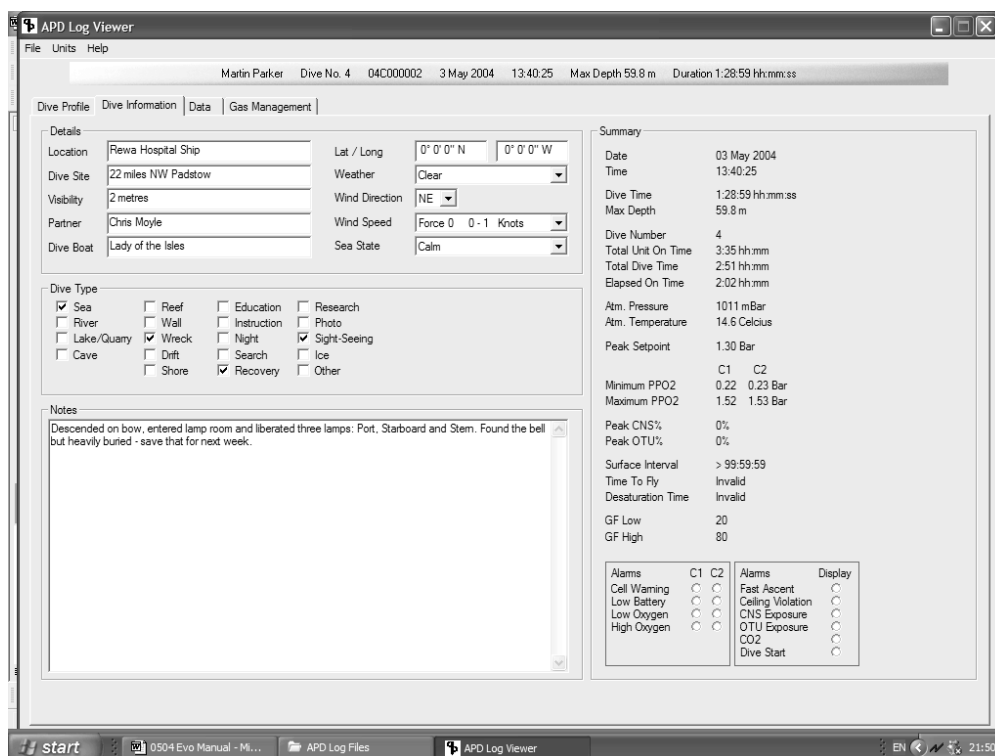 APD Log Viewer
File Units Help
Martin Parker Dive No. 4 04C000002 3 May 2004 13:40:25 Max Depth 59.8 m Duration 1:28:59 hh:mm:ss
Dive Profile Dive Information Data Gas Management
Details
Location Rewa Hospital Ship
Dive Site 22 miles NW Padstow
Visibility 2 metres
Partner Chris Moyle
Dive Boat Lady of the Isles
Lat / Long 0° 0' 0" N 0° 0' 0" W
Weather Clear
Wind Direction NE
Wind Speed Force 0 0 - 1 Knots
Sea State Calm
Dive Type
Sea Reef Education Research
River Wall Instruction Photo
Lake/Quarry Wreck Night Sight-Seeing
Cave Drift Search Ice
Shore Recovery Other
Notes
Descended on bow, entered lamp room and liberated three lamps: Port, Starboard and Stern. Found the bell
but heavily buried - save that for next week.
Summary
Date 03 May 2004
Time 13:40:25
Dive Time 1:28:59 hh:mm:ss
Max Depth 59.8 m
Dive Number 4
Total Unit On Time 3:35 hh:mm
Total Dive Time 2:51 hh:mm
Elapsed On Time 2:02 hh:mm
Atm. Pressure 1011 mBar
Atm. Temperature 14.6 Celcius
Peak Setpoint 1.30 Bar
C1 C2
Minimum PPO2 0.22 0.23 Bar
Maximum PPO2 1.52 1.53 Bar
Peak CNS% 0%
Peak OTU% 0%
Surface Interval > 99:59:59
Time To Fly Invalid
Desaturation Time Invalid
GF Low 20
GF High 80
Alarms C1 C2
Cell Warning
Low Battery
Low Oxygen
High Oxygen
Alarms Display
Fast Ascent
Ceiling Violation
CNS Exposure
OTU Exposure
CO2
Dive Start
start 0504 Evo Manual - Mi... APD Log Files APD Log Viewer EN 21:50